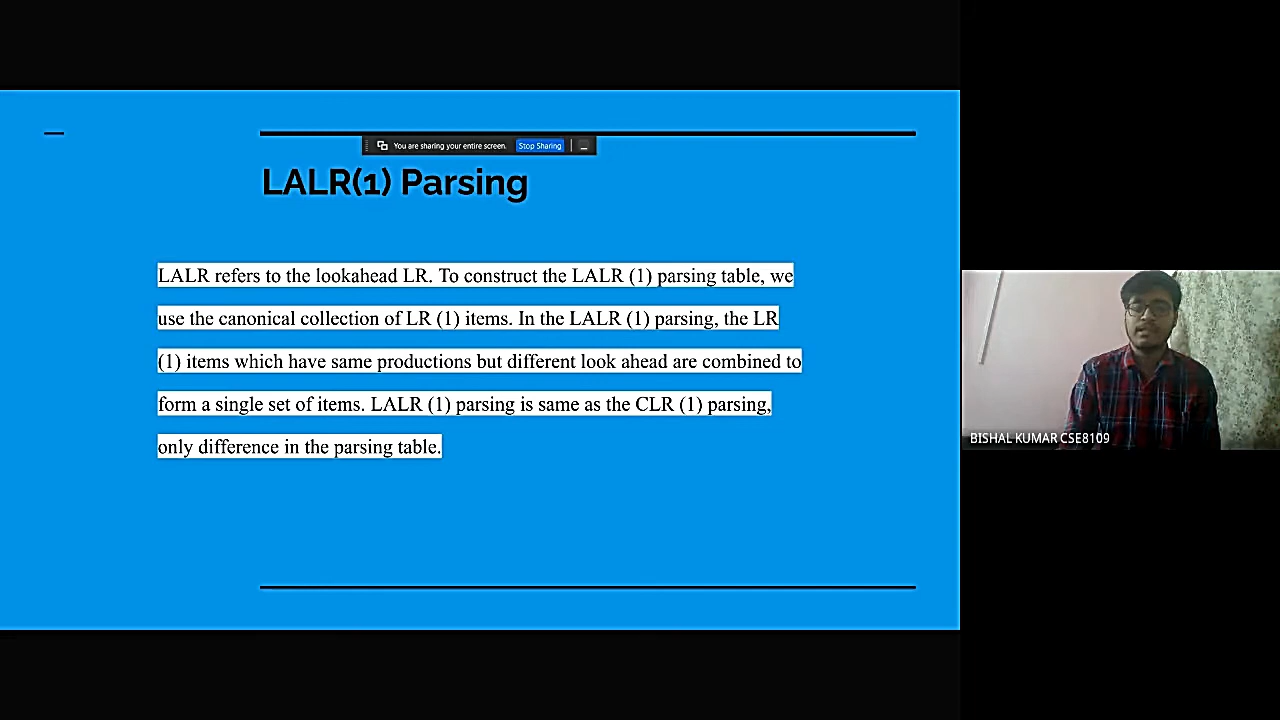 You are sharing your entire screen. Stop Sharing
LALR(1) Parsing
LALR refers to the lookahead LR. To construct the LALR (1) parsing table, we
use the canonical collection of LR (1) items. In the LALR (1) parsing, the LR
(1) items which have same productions but different look ahead are combined to
form a single set of items. LALR (1) parsing is same as the CLR (1) parsing,
only difference in the parsing table.
BISHAL KUMAR CSE8109